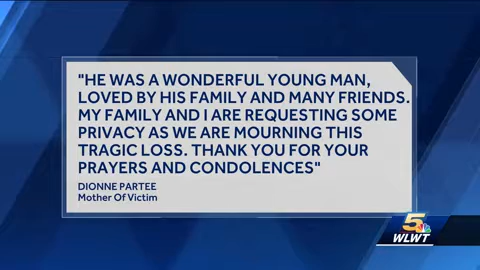 "HE WAS A WONDERFUL YOUNG MAN,
LOVED BY HIS FAMILY AND MANY FRIENDS.
MY FAMILY AND I ARE REQUESTING SOME
PRIVACY AS WE ARE MOURNING THIS
TRAGIC LOSS. THANK YOU FOR YOUR
PRAYERS AND CONDOLENCES"
DIONNE PARTEE
Mother Of Victim
5
WLWT